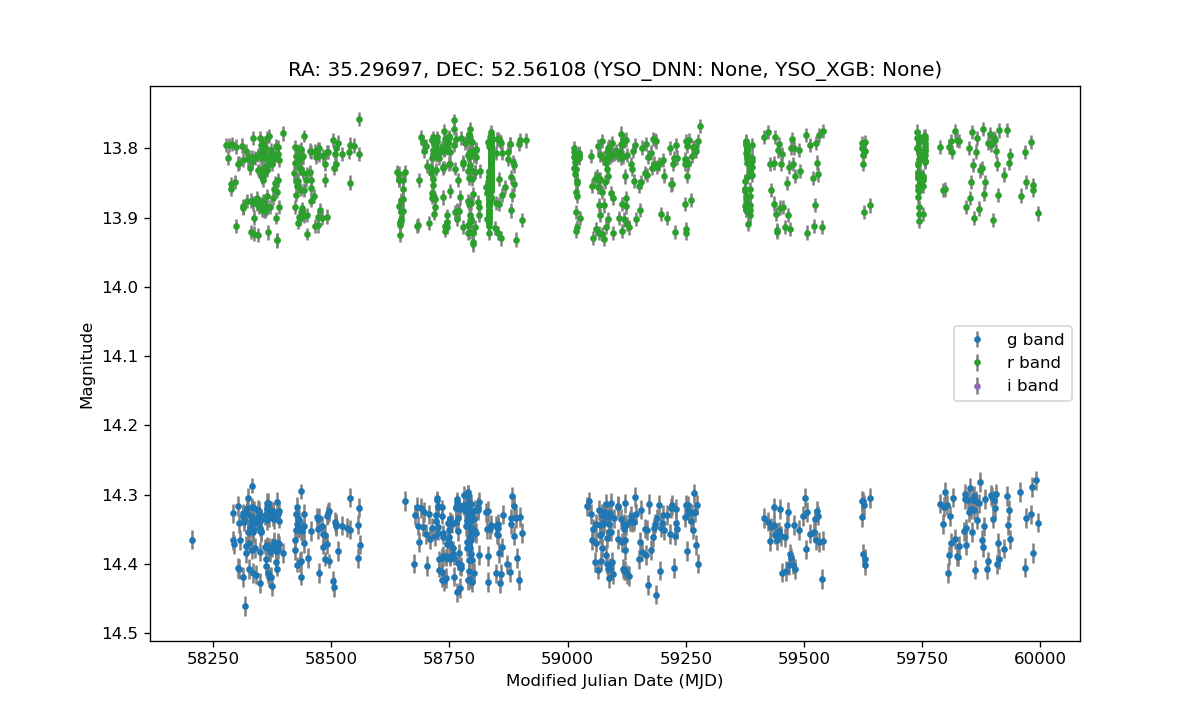 RA: 35.29697, DEC: 52.56108 (YSO_DNN: None, YSO_XGB: None)
Magnitude
13.8
13.9
14.0
14.1
14.2
14.3
14.4
14.5
g band
r band
i band
58250 58500 58750 59000 59250 59500 59750 60000
Modified Julian Date (MJD)